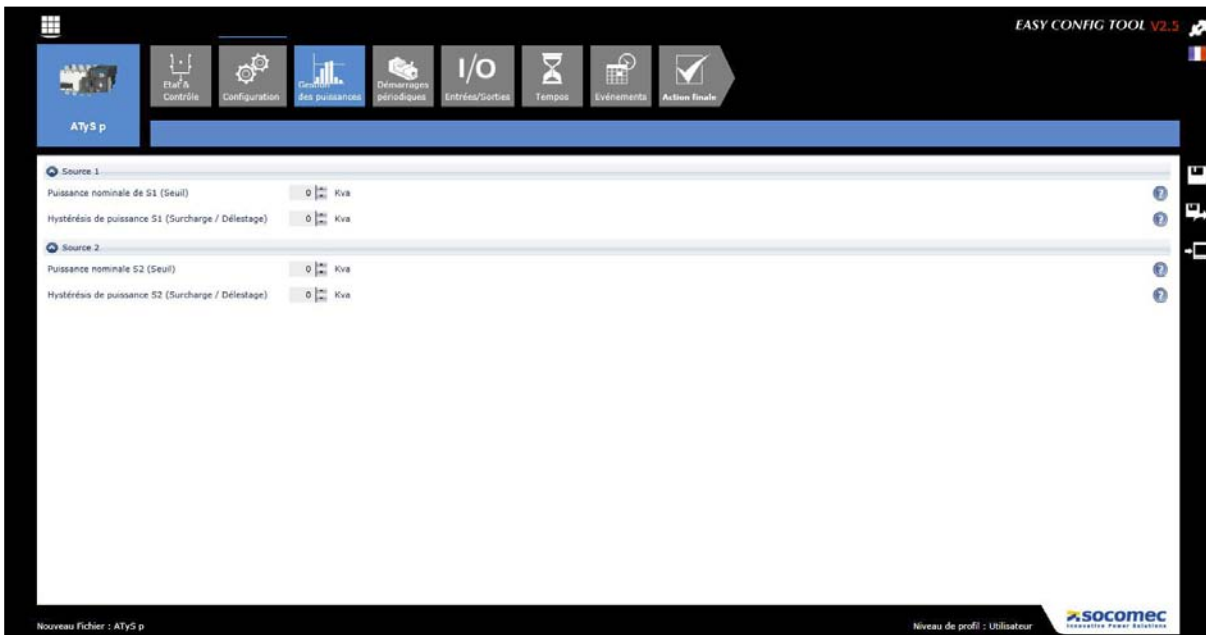 EASY CONFIG TOOL V2.5
ATyS p
Etat & Contrôle
Configuration
Gestion des puissances
Démarrages périodiques
I/O
Entrées/Sorties
Tempos
Evénements
Action finale
Source 1
Puissance nominale de S1 (Seuil) 0 Kva
Hystérésis de puissance S1 (Surcharge / Délestage) 0 Kva
Source 2
Puissance nominale S2 (Seuil) 0 Kva
Hystérésis de puissance S2 (Surcharge / Délestage) 0 Kva
Nouveau Fichier : ATyS p
Niveau de profil : Utilisateur
socomec
Innovative Power Solutions